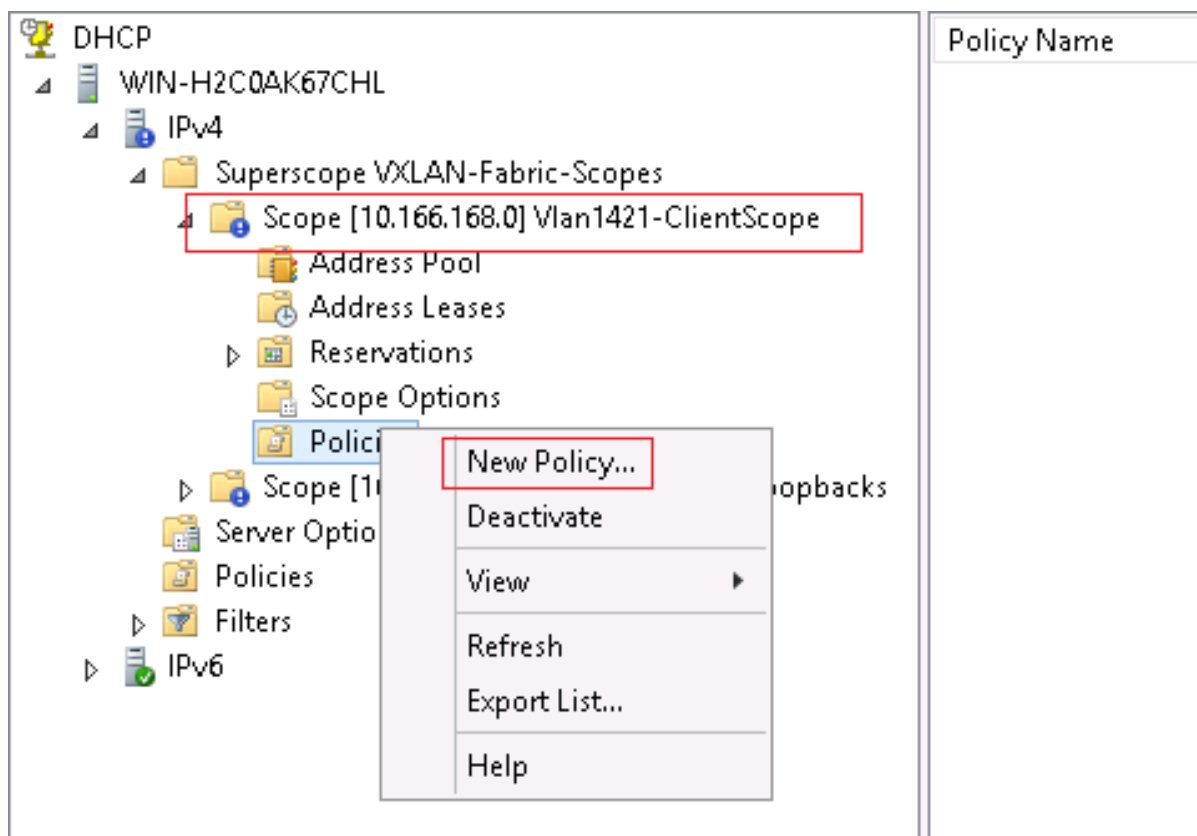 DHCP
Policy Name
WIN-H2C0AK67CHL
IPv4
Superscope VXLAN-Fabric-Scopes
Scope [10.166.168.0] Vlan1421-ClientScope
Address Pool
Address Leases
Reservations
Scope Options
New Policy...
Scope
Deactivate
Server
Policies
View
Filters
Refresh
IPv6
Export List...
Help